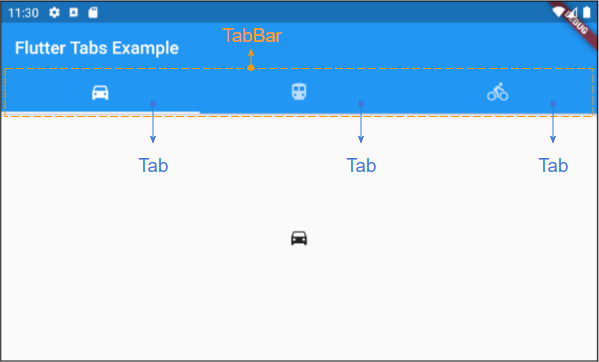 11:30
DEBUG
Flutter Tabs Example
TabBar
Tab Tab Tab